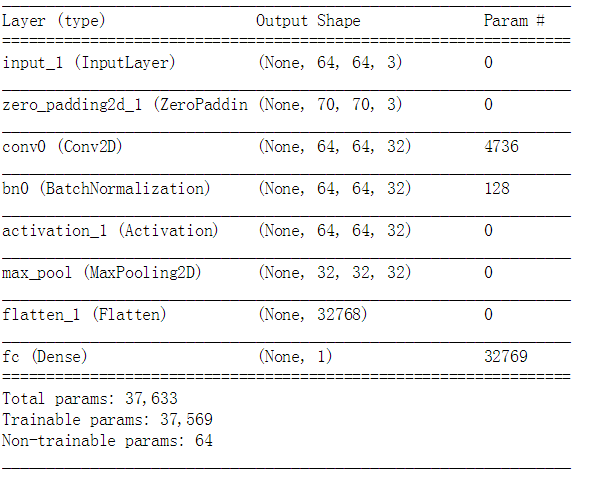 Layer (type) Output Shape Param #
input_1 (InputLayer) (None, 64, 64, 3) 0
zero_padding2d_1 (ZeroPaddin (None, 70, 70, 3) 0
conv0 (Conv2D) (None, 64, 64, 32) 4736
bn0 (BatchNormalization) (None, 64, 64, 32) 128
activation_1 (Activation) (None, 64, 64, 32) 0
max_pool (MaxPooling2D) (None, 32, 32, 32) 0
flatten_1 (Flatten) (None, 32768) 0
fc (Dense) (None, 1) 32769
Total params: 37,633
Trainable params: 37,569
Non-trainable params: 64